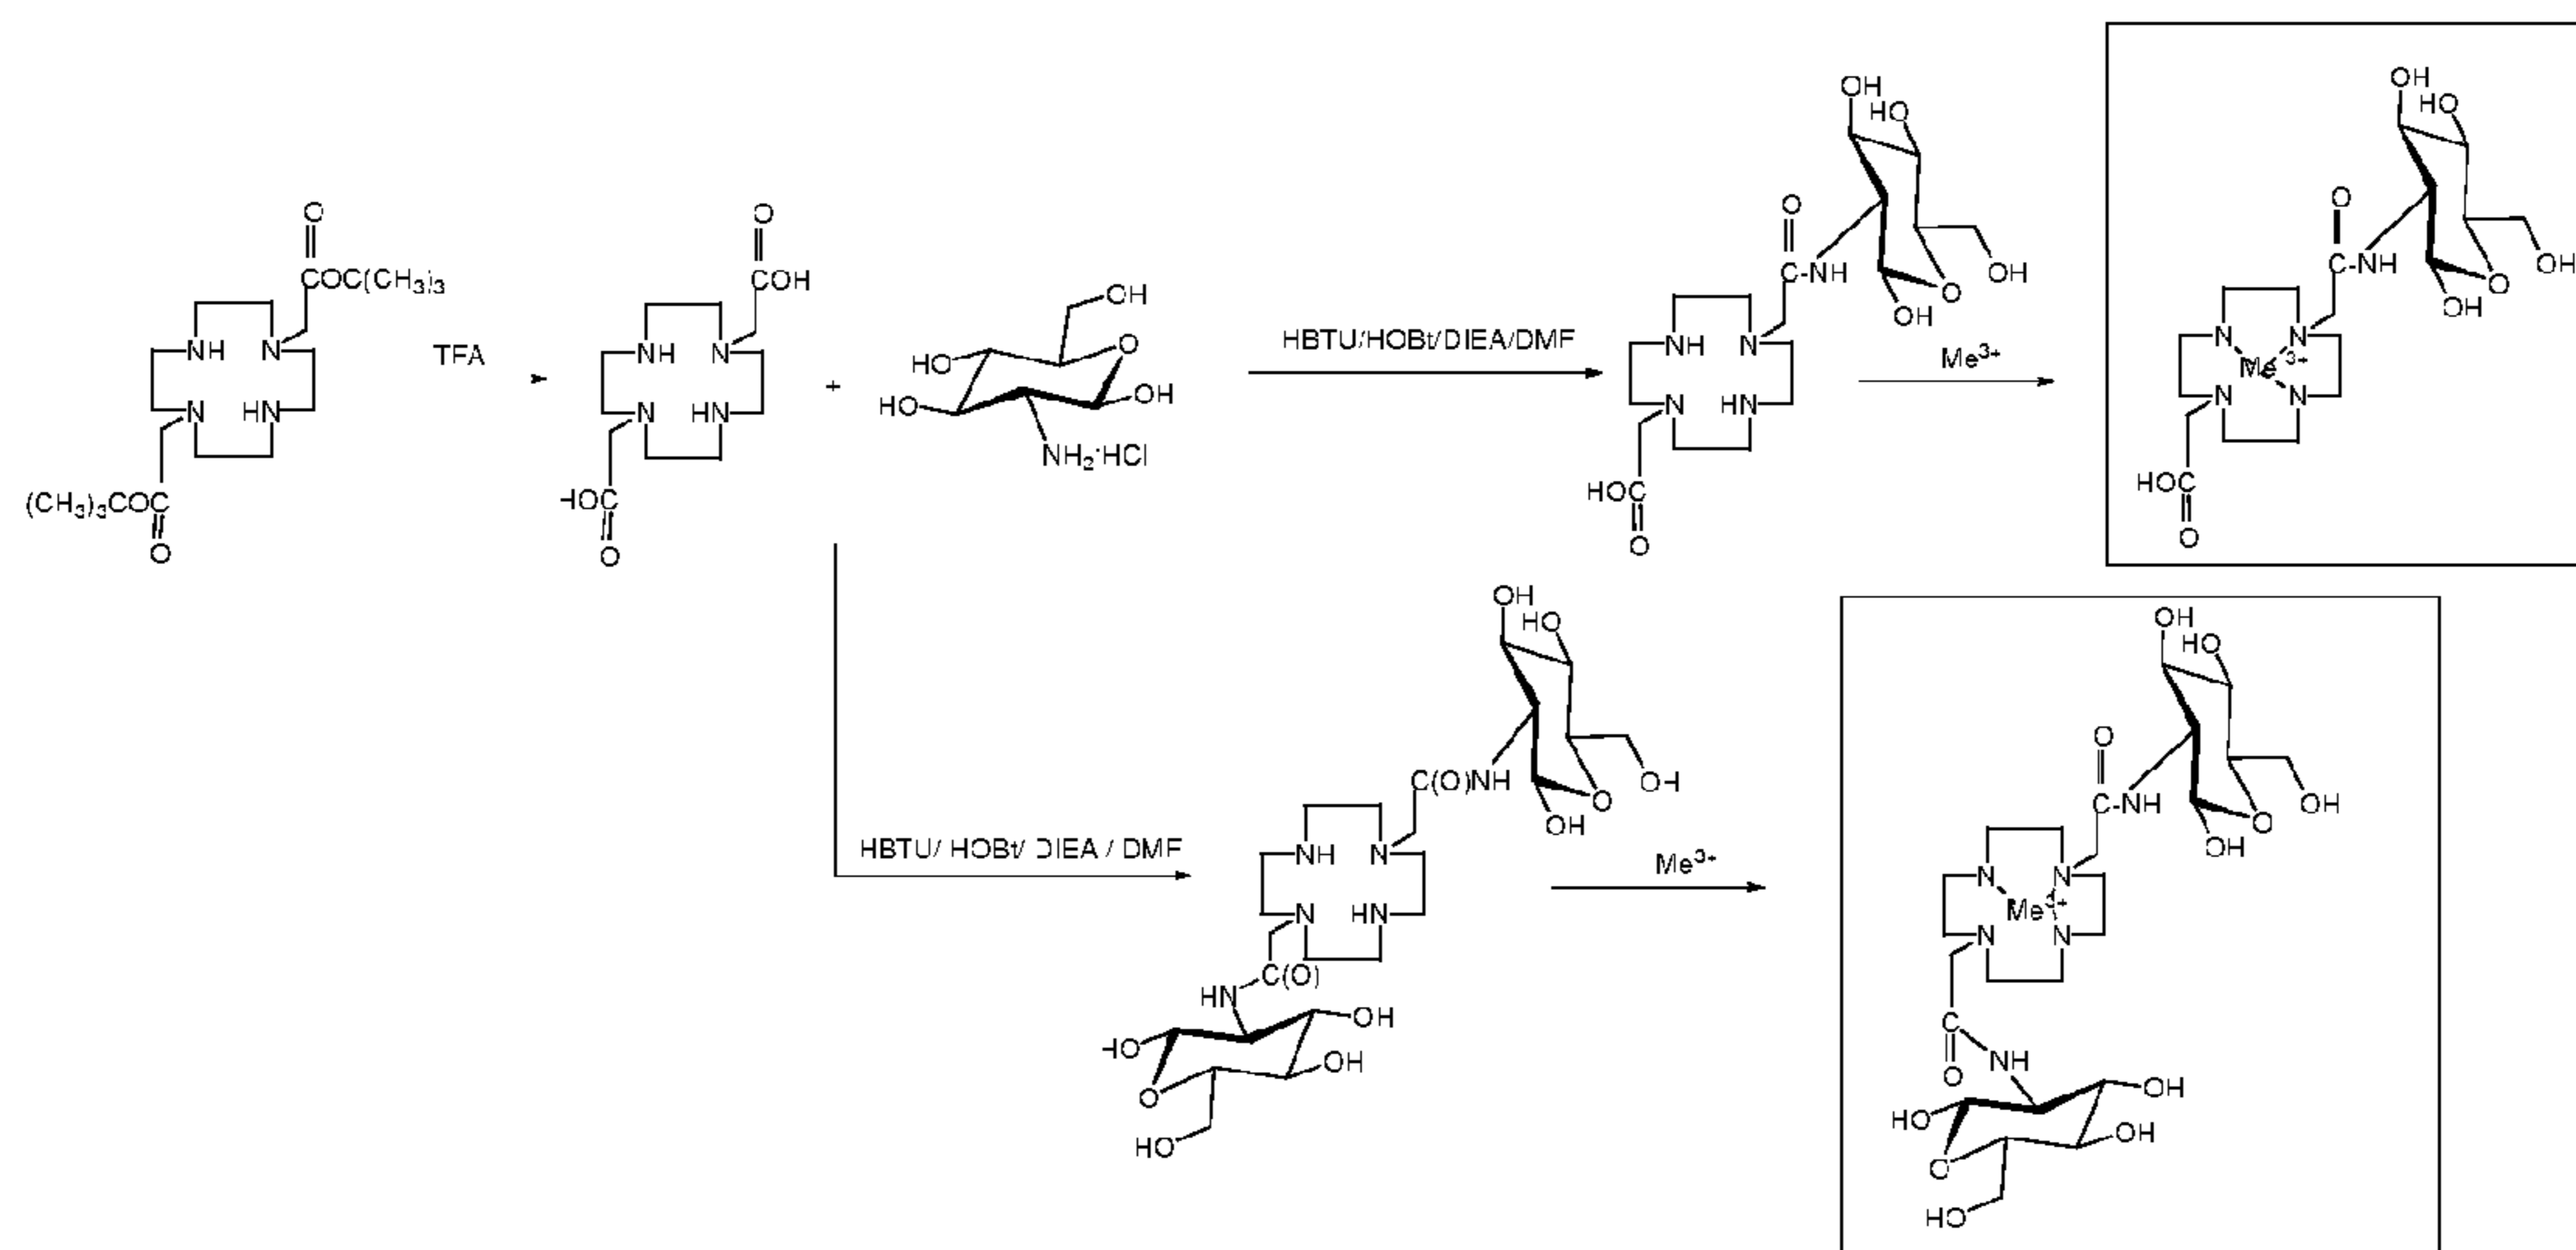 O
COC(CH3)3
NH N
N HN
(CH3)3COC
O
TFA
O
COH
NH N
N HN
HOC
O
+
OH
O
HO
HO
OH
NH2·HCl
HBTU/HOBt/DIEA/DMF
OH
HO
O
C-NH
OH
O
OH
NH N
N HN
HOC
O
Me3+
OH
HO
O
C-NH
OH
O
OH
N N
Me 3+
N N
HOC
O
HBTU/ HOBt/ DIEA / DMF
OH
HO
C(O)NH
OH
O
OH
NH N
N HN
C(O)
HN
OH
HO
OH
O
HO
Me3+
OH
HO
O
C-NH
OH
O
OH
N N
Me3+
N N
C
O
NH
OH
HO
OH
O
HO